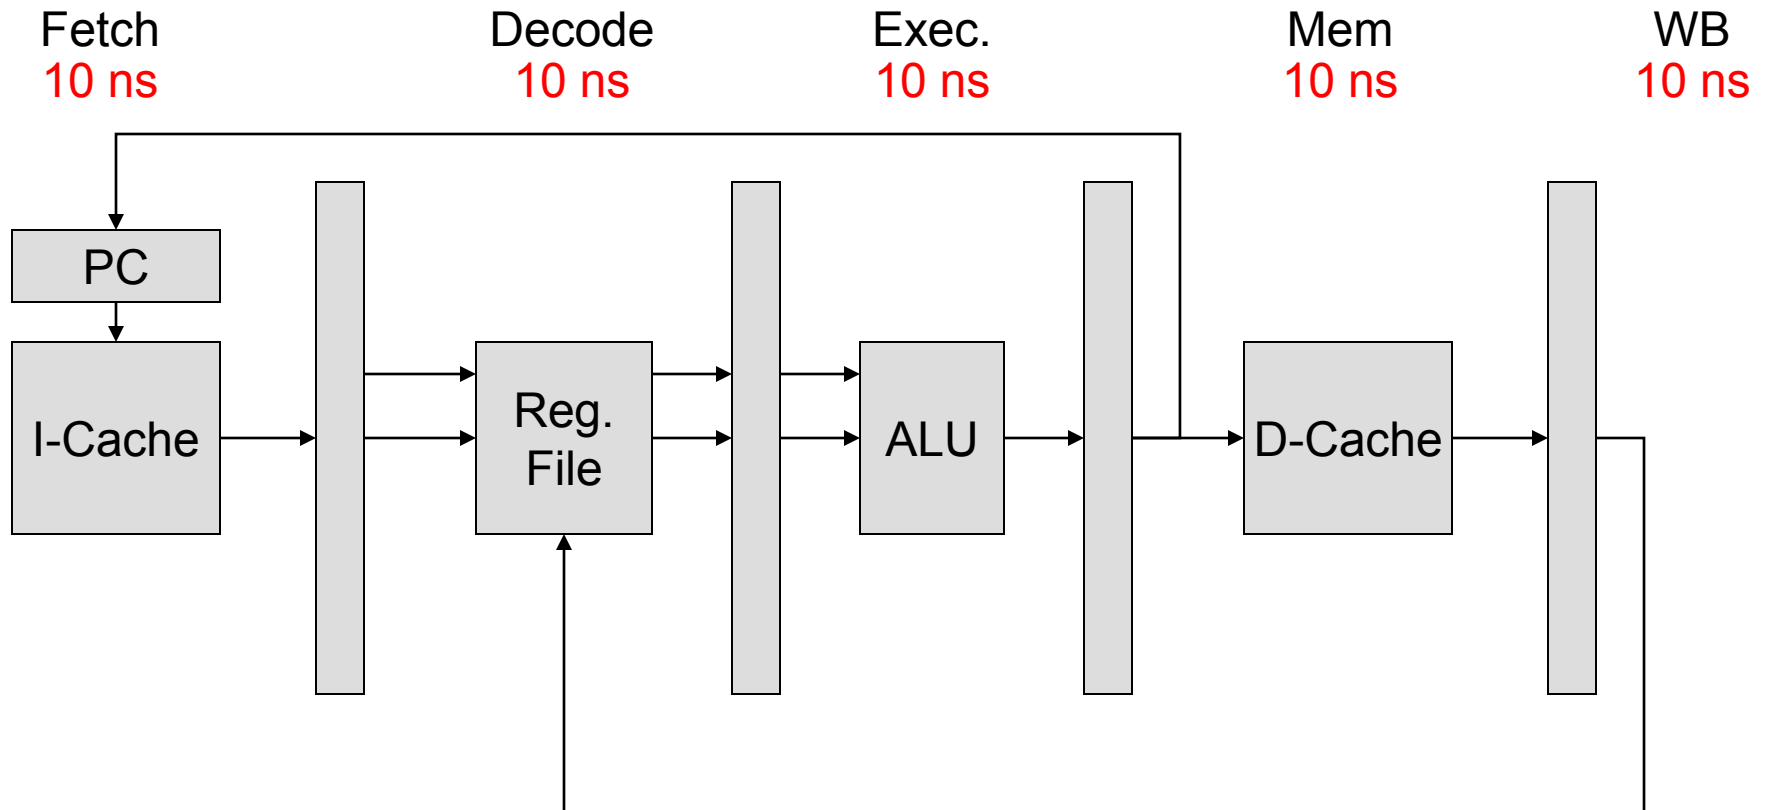 Fetch
10 ns
Decode
10 ns
Exec.
10 ns
Mem
10 ns
WB
10 ns
PC
I-Cache
Reg.
File
ALU
D-Cache